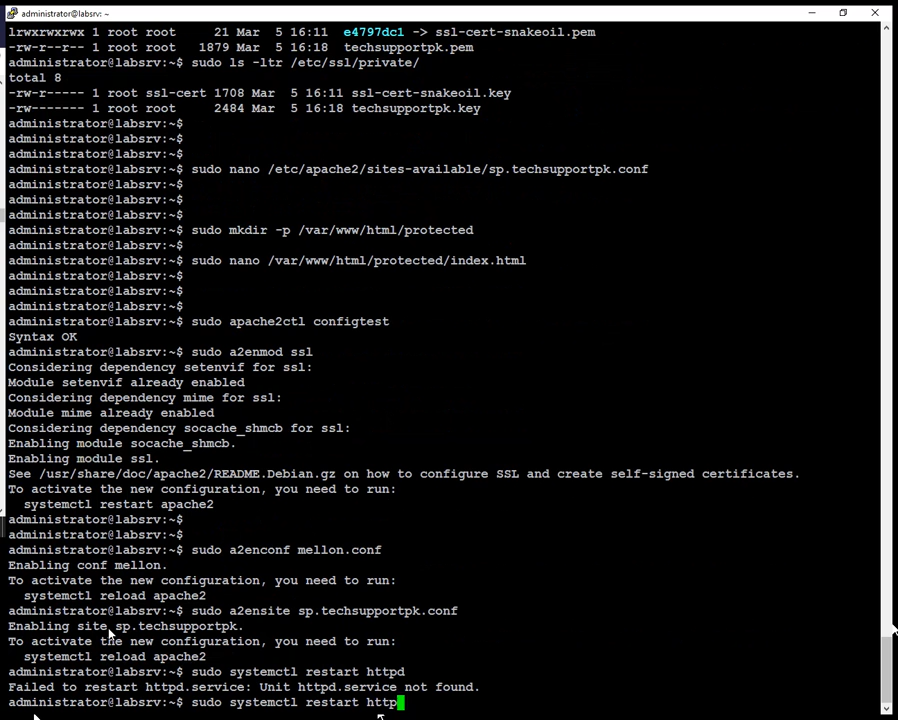 administrator@labsrv: ~
lrwxrwxrwx 1 root root       21 Mar  5 16:11 e4797dc1 -> ssl-cert-snakeoil.pem
-rw-r--r-- 1 root root     1879 Mar  5 16:18 techsupportpk.pem
administrator@labsrv:~$ sudo ls -ltr /etc/ssl/private/
total 8
-rw-r----- 1 root ssl-cert 1708 Mar  5 16:11 ssl-cert-snakeoil.key
-rw------- 1 root root     2484 Mar  5 16:18 techsupportpk.key
administrator@labsrv:~$
administrator@labsrv:~$
administrator@labsrv:~$
administrator@labsrv:~$ sudo nano /etc/apache2/sites-available/sp.techsupportpk.conf
administrator@labsrv:~$
administrator@labsrv:~$
administrator@labsrv:~$
administrator@labsrv:~$ sudo mkdir -p /var/www/html/protected
administrator@labsrv:~$
administrator@labsrv:~$ sudo nano /var/www/html/protected/index.html
administrator@labsrv:~$
administrator@labsrv:~$
administrator@labsrv:~$
administrator@labsrv:~$ sudo apache2ctl configtest
Syntax OK
administrator@labsrv:~$ sudo a2enmod ssl
Considering dependency setenvif for ssl:
Module setenvif already enabled
Considering dependency mime for ssl:
Module mime already enabled
Considering dependency socache_shmcb for ssl:
Enabling module socache_shmcb.
Enabling module ssl.
See /usr/share/doc/apache2/README.Debian.gz on how to configure SSL and create self-signed certificates.
To activate the new configuration, you need to run:
  systemctl restart apache2
administrator@labsrv:~$
administrator@labsrv:~$
administrator@labsrv:~$ sudo a2enconf mellon.conf
Enabling conf mellon.
To activate the new configuration, you need to run:
  systemctl reload apache2
administrator@labsrv:~$ sudo a2ensite sp.techsupportpk.conf
Enabling site sp.techsupportpk.
To activate the new configuration, you need to run:
  systemctl reload apache2
administrator@labsrv:~$ sudo systemctl restart httpd
Failed to restart httpd.service: Unit httpd.service not found.
administrator@labsrv:~$ sudo systemctl restart http